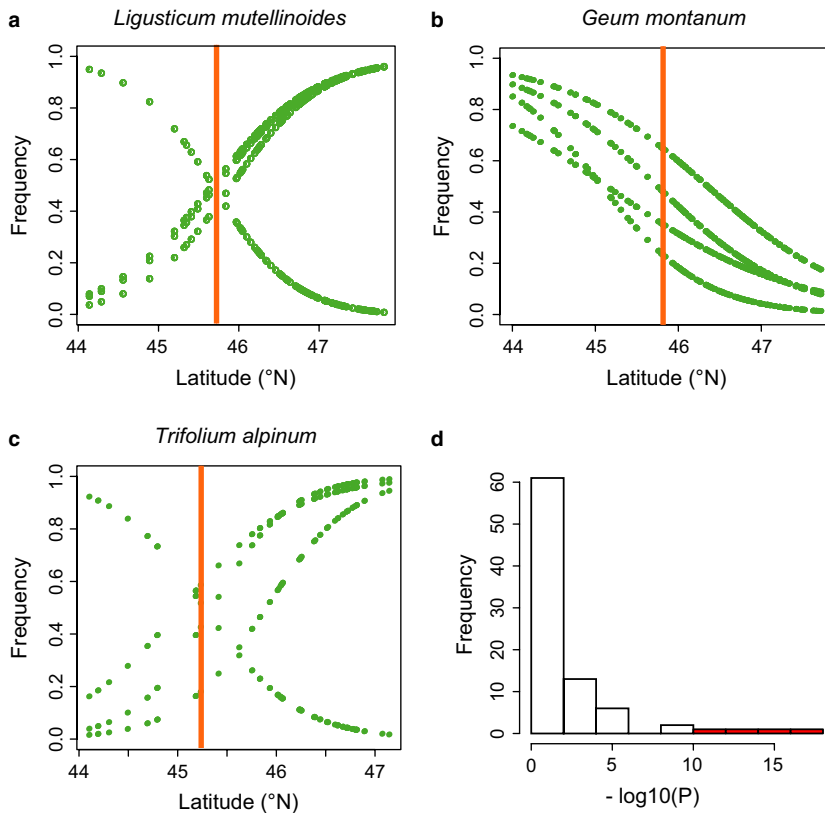 a
Ligusticum mutellinoides
Frequency
1.0
0.8
0.6
0.4
0.2
0.0
44 45 46 47
Latitude (°N)
b
Geum montanum
Frequency
1.0
0.8
0.6
0.4
0.2
0.0
44 45 46 47
Latitude (°N)
c
Trifolium alpinum
Frequency
1.0
0.8
0.6
0.4
0.2
0.0
44 45 46 47
Latitude (°N)
d
Frequency
60
50
40
30
20
10
0
0 5 10 15
- log10(P)